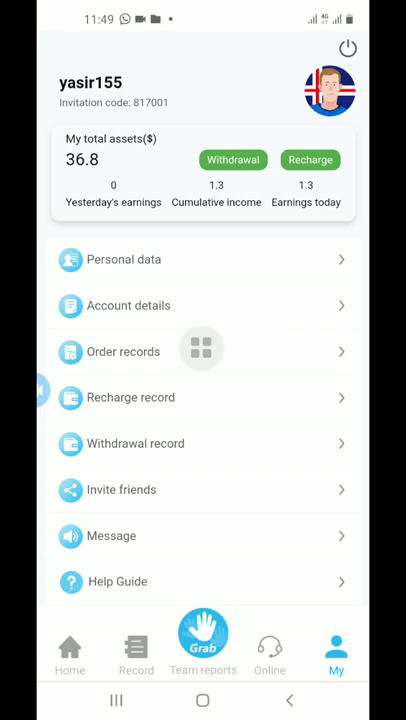 11:49
4G
yasir155
Invitation code: 817001
My total assets($)
36.8
Withdrawal
Recharge
0
1.3
1.3
Yesterday's earnings
Cumulative income
Earnings today
Personal data
Account details
Order records
Recharge record
Withdrawal record
Invite friends
Message
Help Guide
Grab
Home
Record
Team reports
Online
My